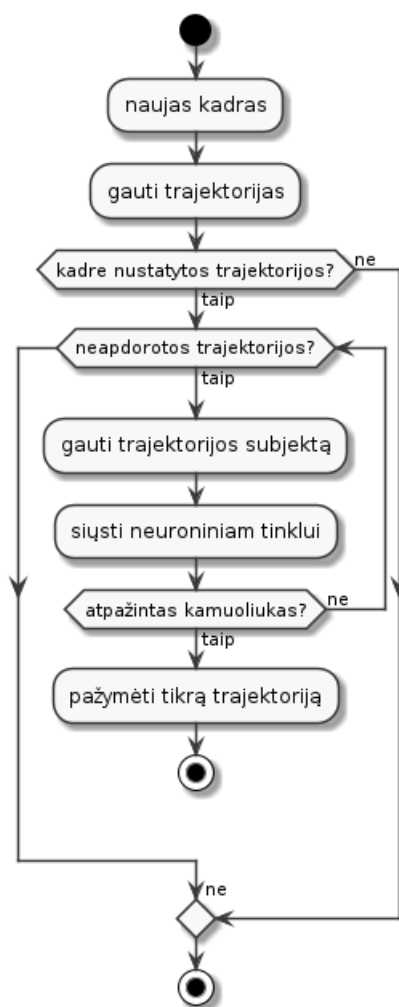 naujas kadras
gauti trajektorijas
kadre nustatytos trajektorijos?
ne
taip
neapdorotos trajektorijos?
taip
gauti trajektorijos subjektą
siųsti neuroniniam tinklui
atpažintas kamuoliukas?
ne
taip
pažymėti tikrą trajektoriją
ne